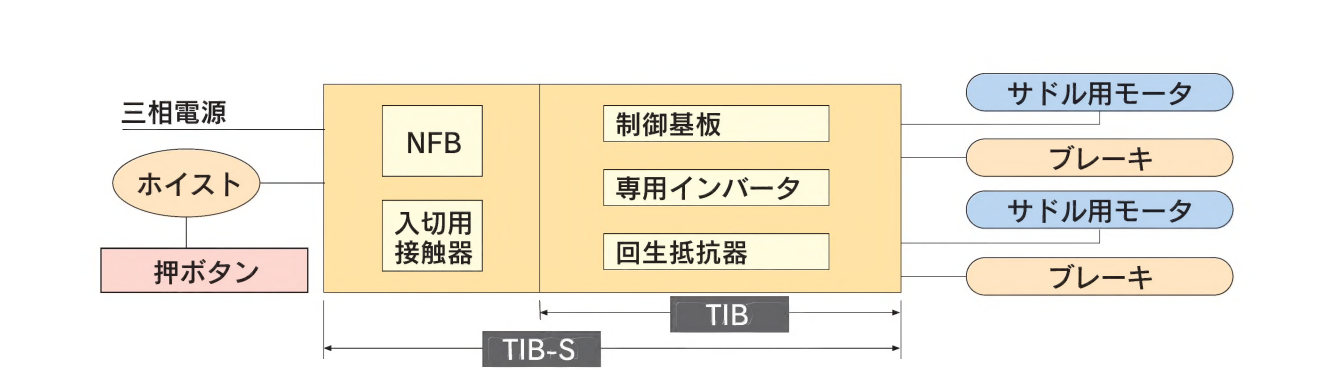 三相電源
ホイスト
押ボタン
NFB
入切用
接触器
制御基板
専用インバータ
回生抵抗器
サドル用モータ
ブレーキ
サドル用モータ
ブレーキ
TIB
TIB-S